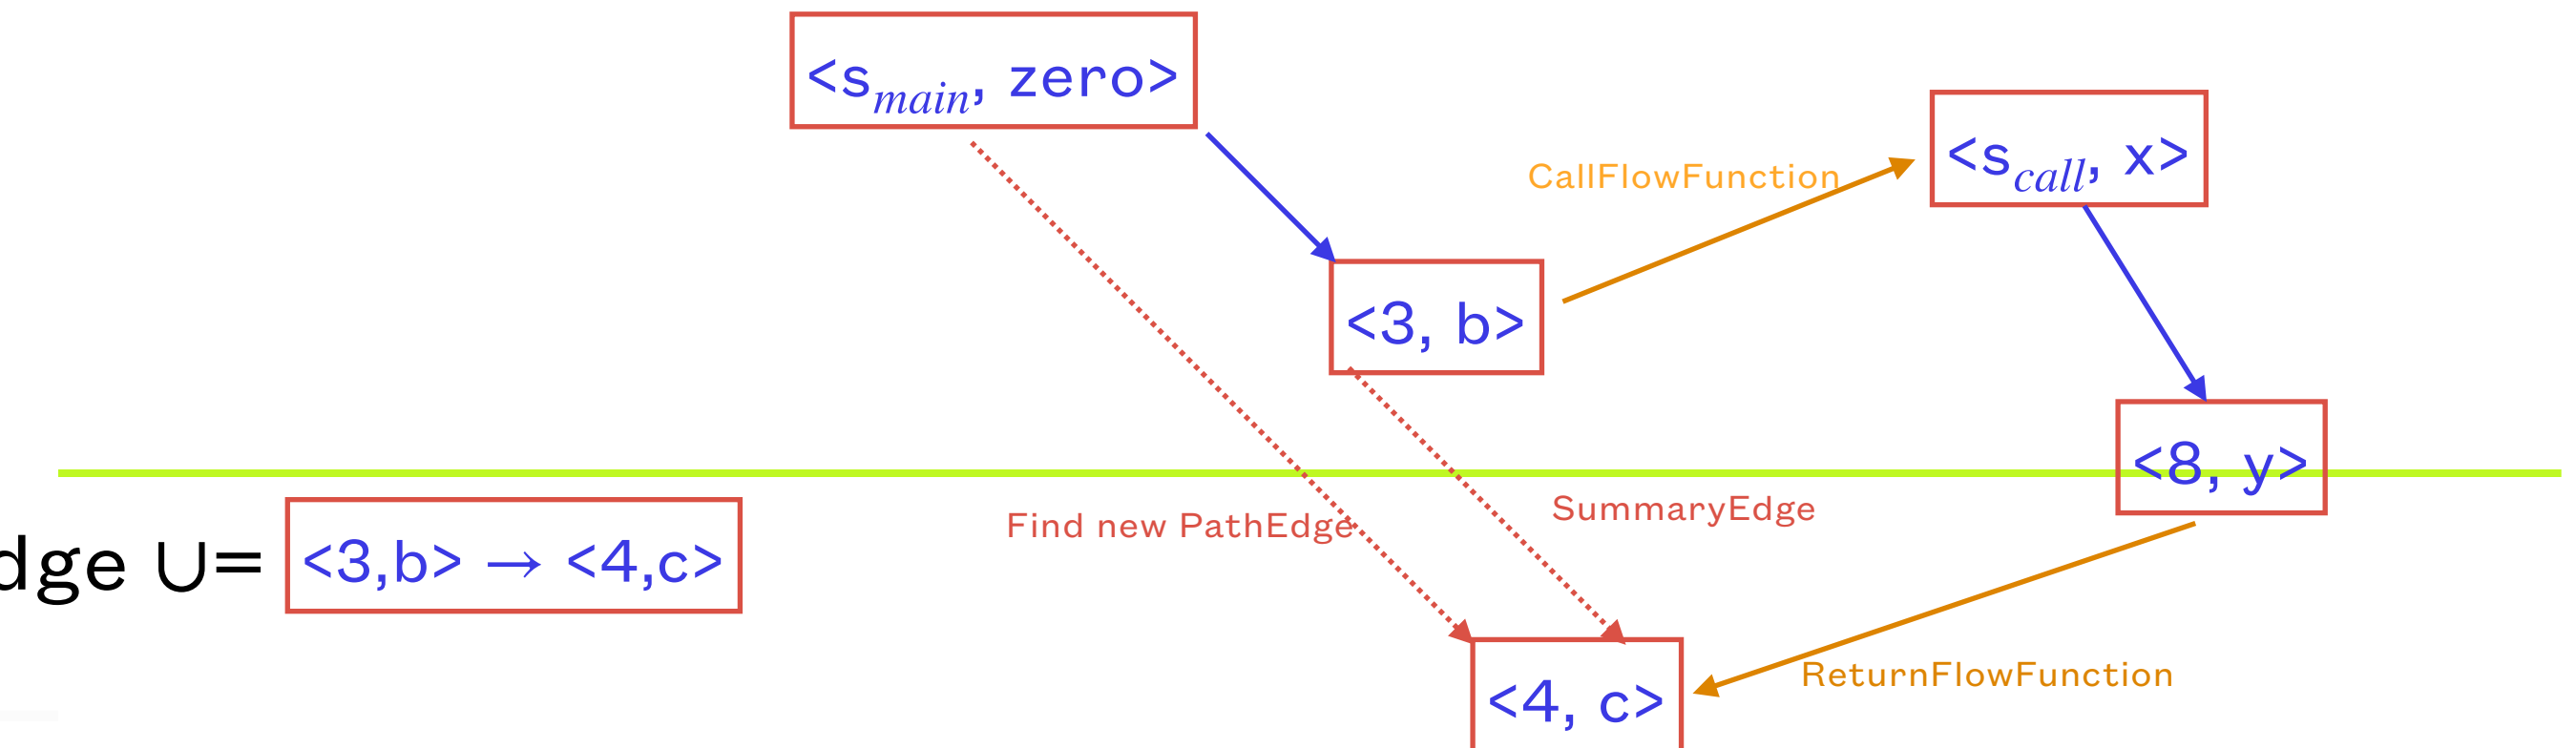 <s_main, zero>
<s_call, x>
CallFlowFunction
<3, b>
<8, y>
Find new PathEdge
SummaryEdge
dge ∪= <3,b> → <4,c>
ReturnFlowFunction
<4, c>